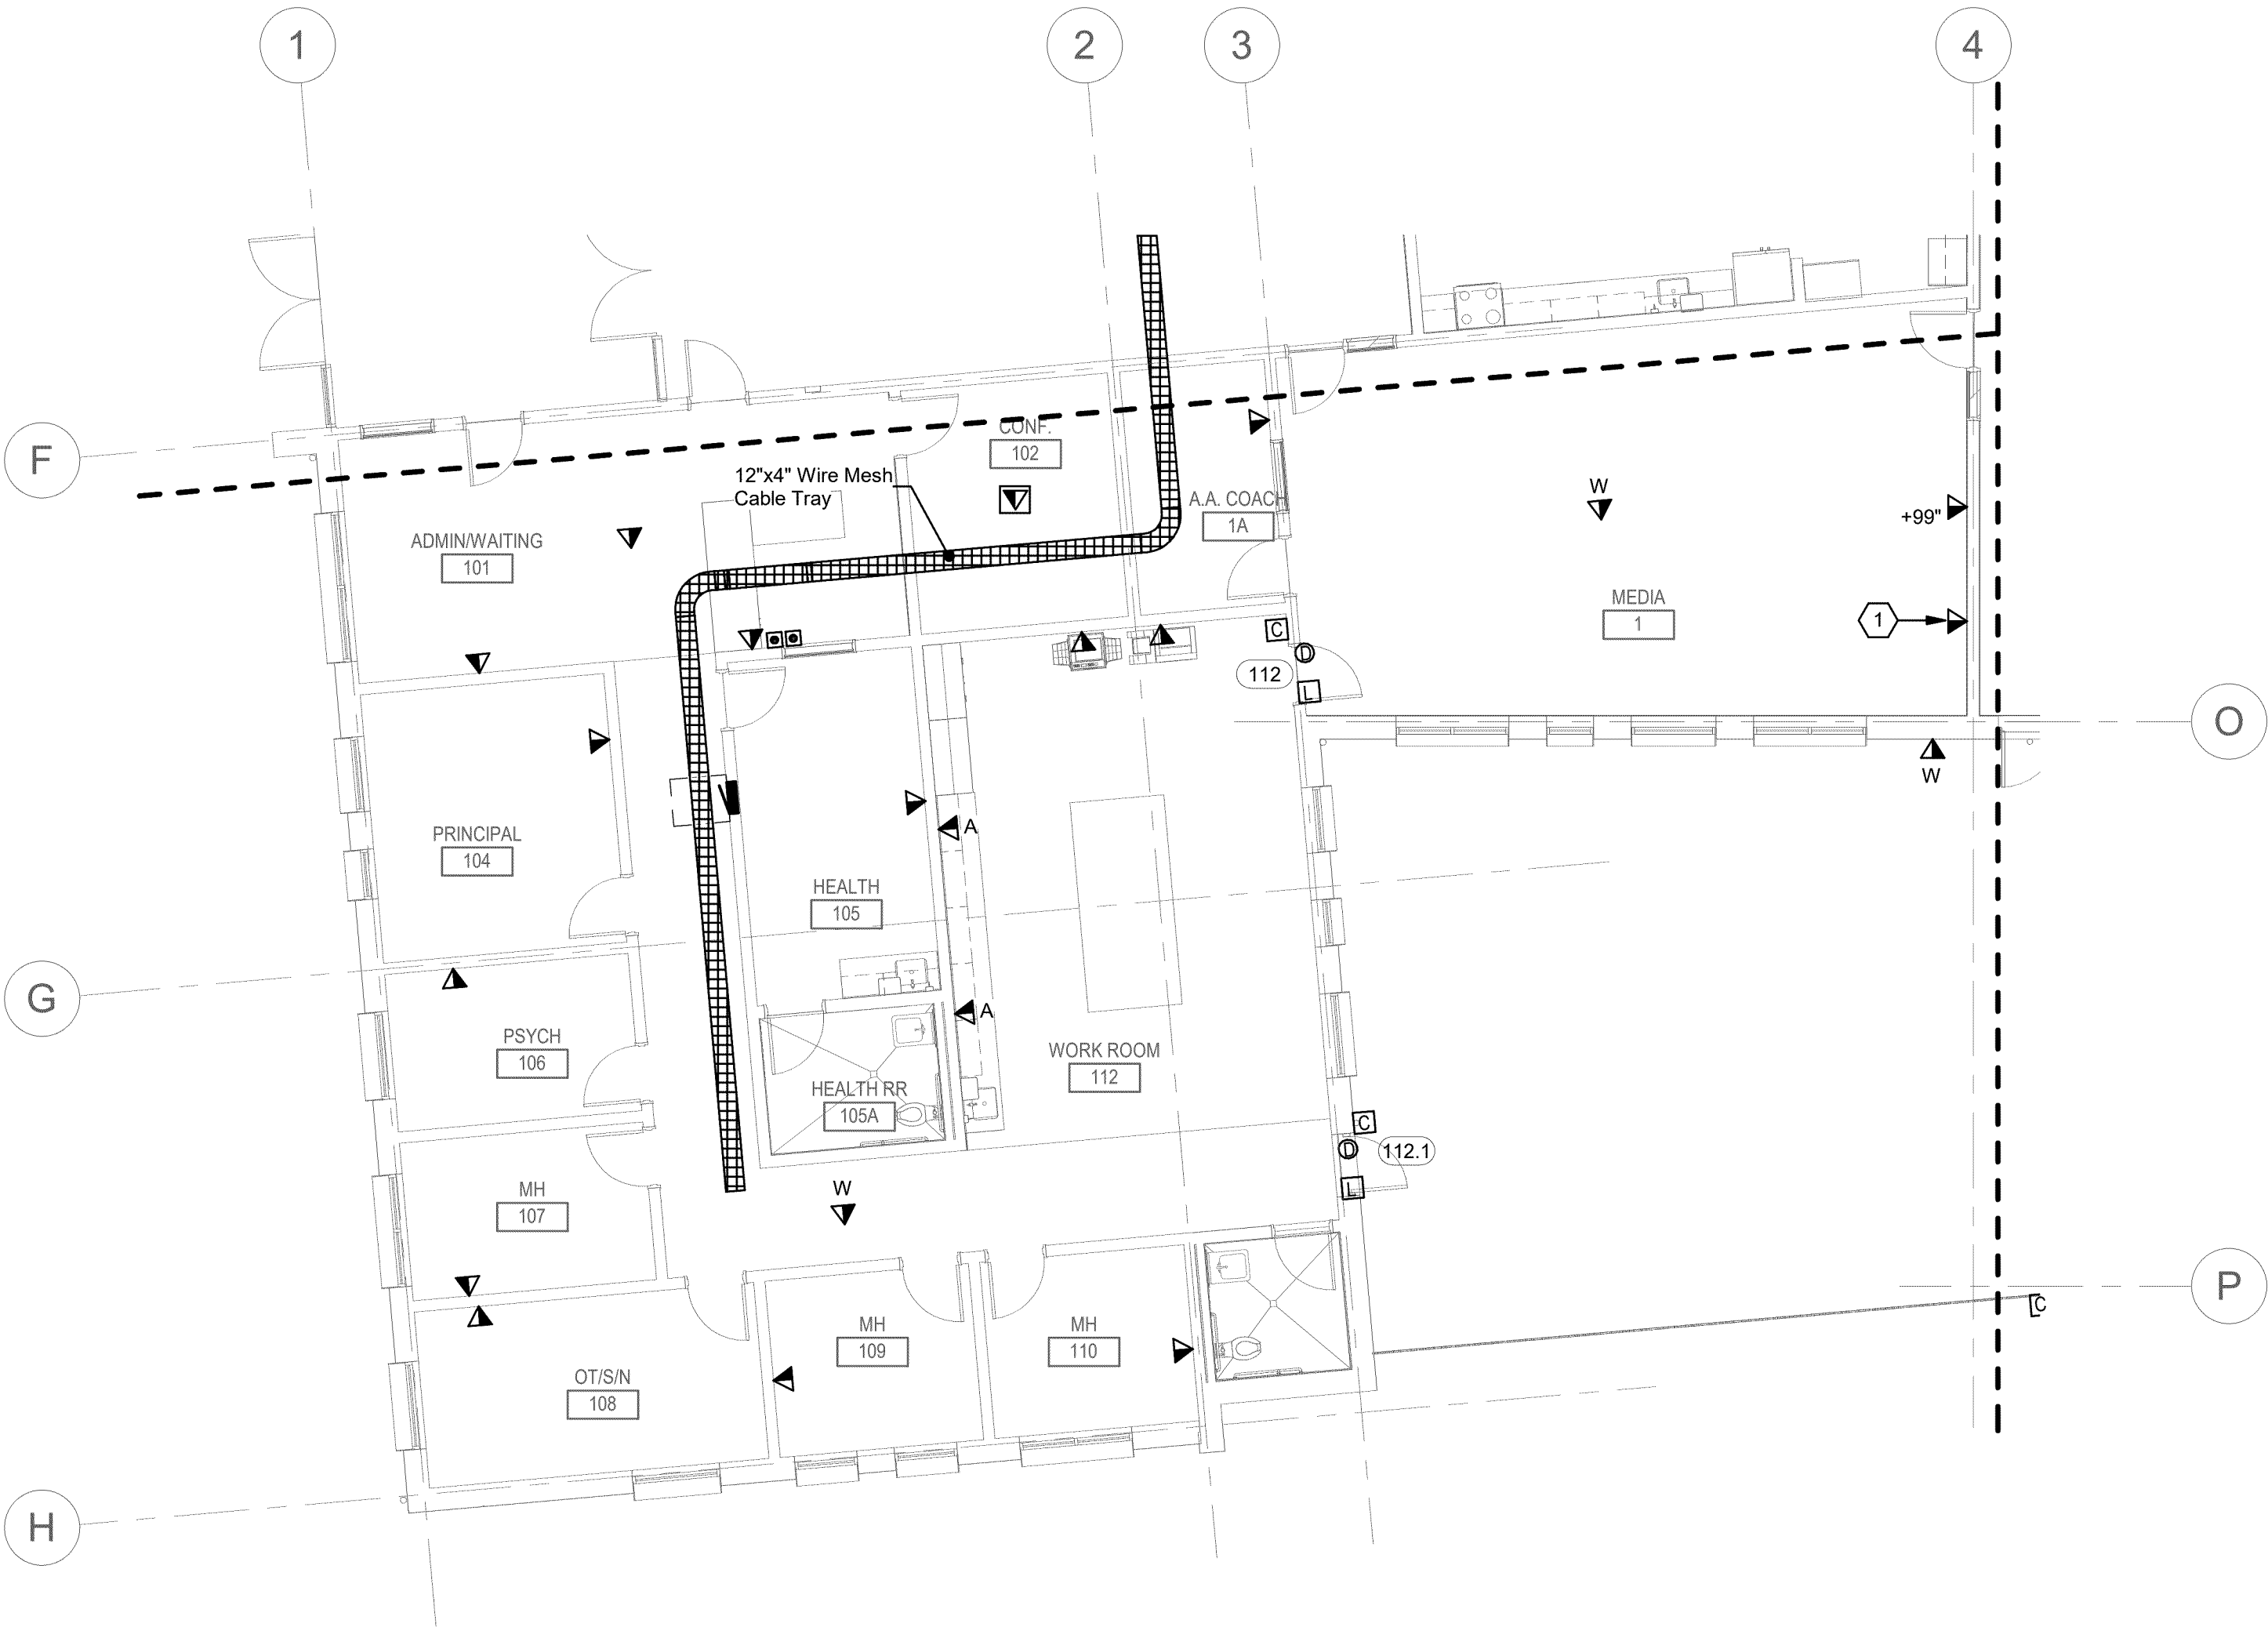 1
2
3
4
F
CONF.
102
12"x4" Wire Mesh
Cable Tray
A.A. COACH
1A
W
+99"
ADMIN/WAITING
101
MEDIA
1
1
C
D
112
L
O
W
PRINCIPAL
104
A
HEALTH
105
G
A
PSYCH
106
WORK ROOM
112
HEALTH RR
105A
C
D
112.1
L
MH
107
W
P
C
MH
109
MH
110
OT/S/N
108
H